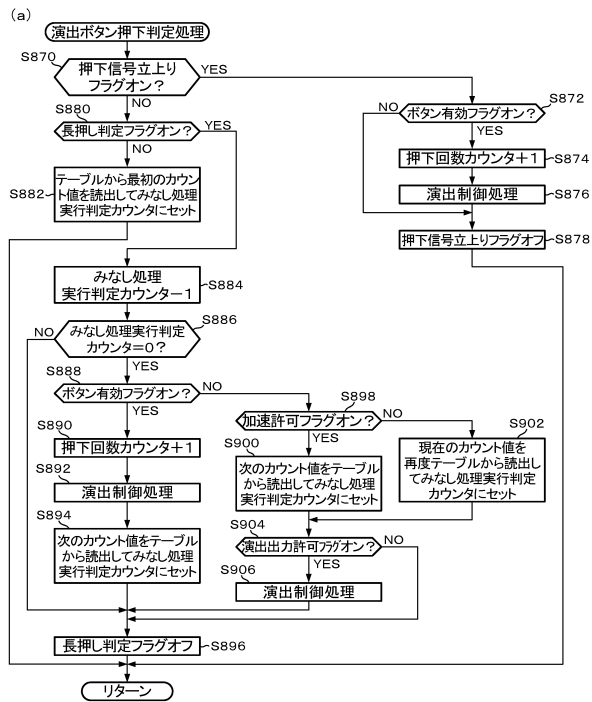 (a)
演出ボタン押下判定処理
S870
押下信号立上り
フラグオン?
YES
NO
S872
ボタン有効フラグオン?
NO
YES
S874
押下回数カウンタ+1
S876
演出制御処理
S878
押下信号立上りフラグオフ
S880
長押し判定フラグオン?
YES
NO
S882
テーブルから最初のカウン
ト値を読出してみなし処理
実行判定カウンタにセット
みなし処理
実行判定カウンター1
S884
S886
みなし処理実行判定
カウンタ=0?
NO
YES
S888
ボタン有効フラグオン?
NO
YES
S890
押下回数カウンタ+1
S892
演出制御処理
S894
次のカウント値をテーブル
から読出してみなし処理
実行判定カウンタにセット
S898
加速許可フラグオン?
NO
YES
S900
次のカウント値をテーブル
から読出してみなし処理
実行判定カウンタにセット
S902
現在のカウント値を
再度テーブルから読出し
てみなし処理実行判定
カウンタにセット
S904
演出出力許可フラグオン?
NO
YES
S906
演出制御処理
長押し判定フラグオフ
S896
リターン